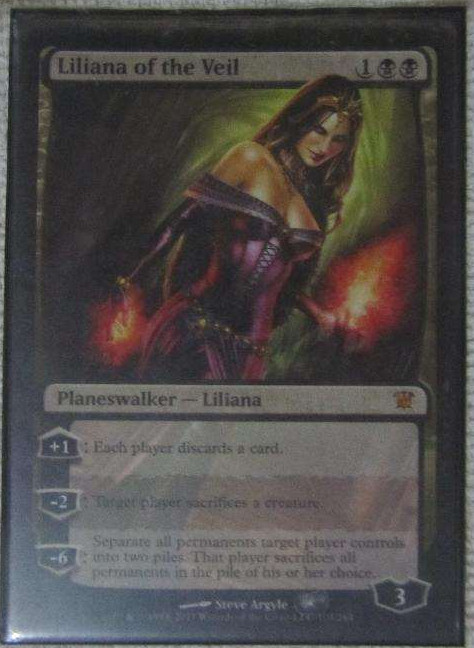 Liliana of the Veil 1
Planeswalker — Liliana
+1 : Each player discards a card.
-2 : Target player sacrifices a creature.
-6 : Separate all permanents target player controls
into two piles. That player sacrifices all
permanents in the pile of his or her choice.
3
Steve Argyle